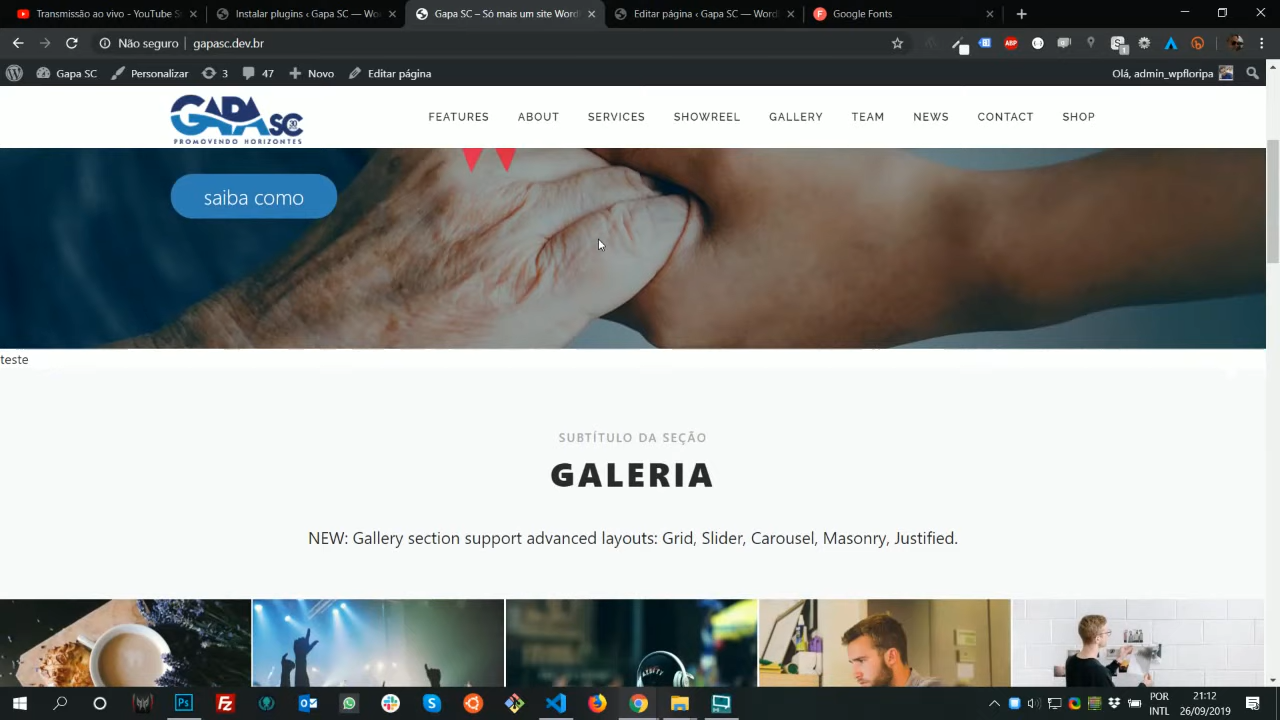 Transmissão ao vivo - YouTube S
Instalar plugins ‹ Gapa SC — Wo
Gapa SC – Só mais um site Word
Editar página ‹ Gapa SC — Word
Google Fonts
Não seguro
gapasc.dev.br
ABP
1
Gapa SC
Personalizar
3
47
Novo
Editar página
Olá, admin_wpfloripa
GAPA SC
PROMOVENDO HORIZONTES
FEATURES
ABOUT
SERVICES
SHOWREEL
GALLERY
TEAM
NEWS
CONTACT
SHOP
saiba como
teste
SUBTÍTULO DA SEÇÃO
GALERIA
NEW: Gallery section support advanced layouts: Grid, Slider, Carousel, Masonry, Justified.
Ps
Fz
POR
INTL
21:12
26/09/2019